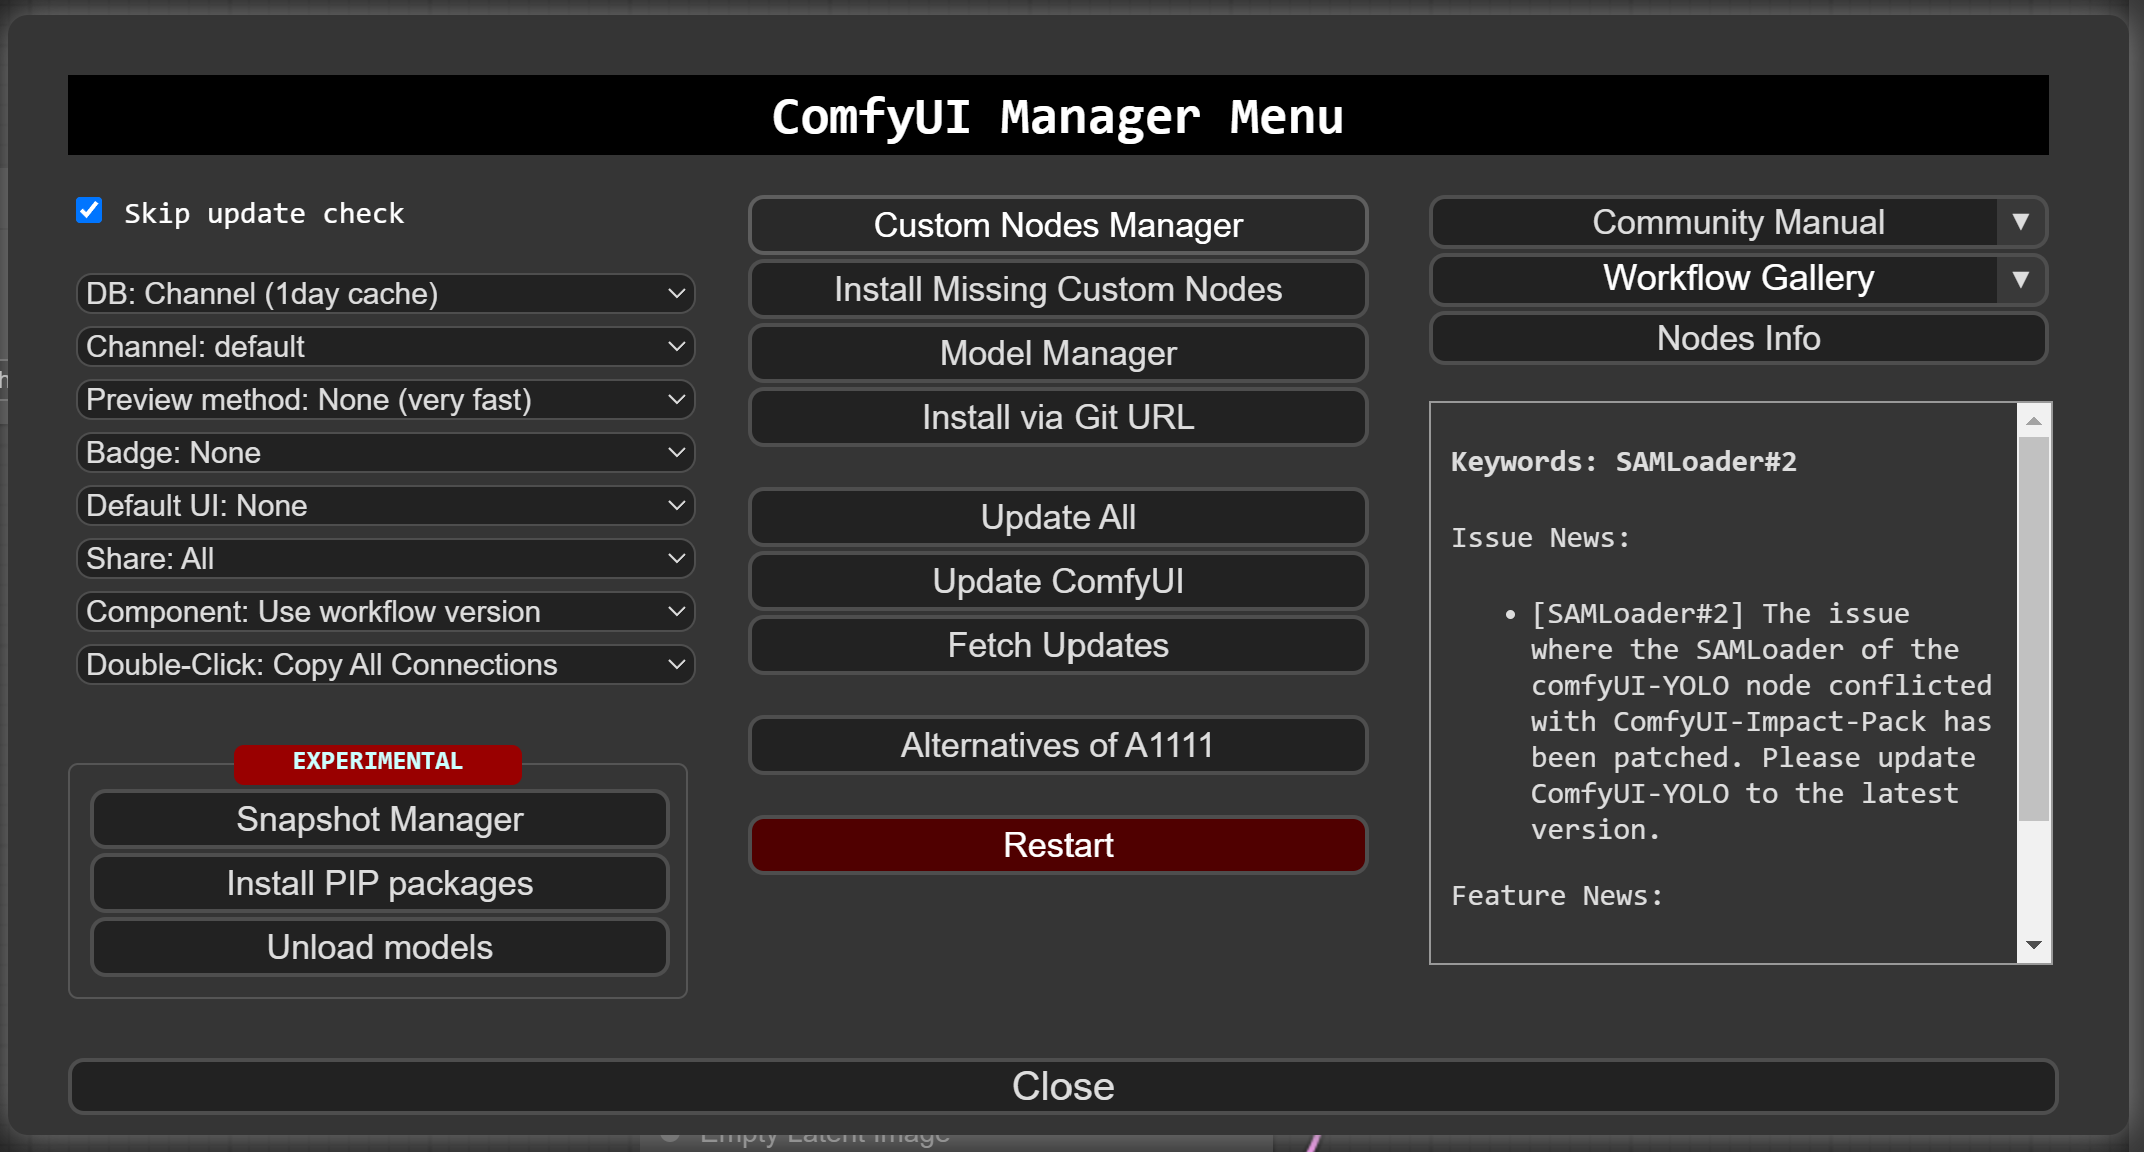 ComfyUI Manager Menu
Skip update check
DB: Channel (1day cache)
Channel: default
Preview method: None (very fast)
Badge: None
Default UI: None
Share: All
Component: Use workflow version
Double-Click: Copy All Connections
EXPERIMENTAL
Snapshot Manager
Install PIP packages
Unload models
Custom Nodes Manager
Install Missing Custom Nodes
Model Manager
Install via Git URL
Update All
Update ComfyUI
Fetch Updates
Alternatives of A1111
Restart
Community Manual
Workflow Gallery
Nodes Info
Keywords: SAMLoader#2
Issue News:
• [SAMLoader#2] The issue
where the SAMLoader of the
comfyUI-YOLO node conflicted
with ComfyUI-Impact-Pack has
been patched. Please update
ComfyUI-YOLO to the latest
version.
Feature News:
Close
Empty Latent Image